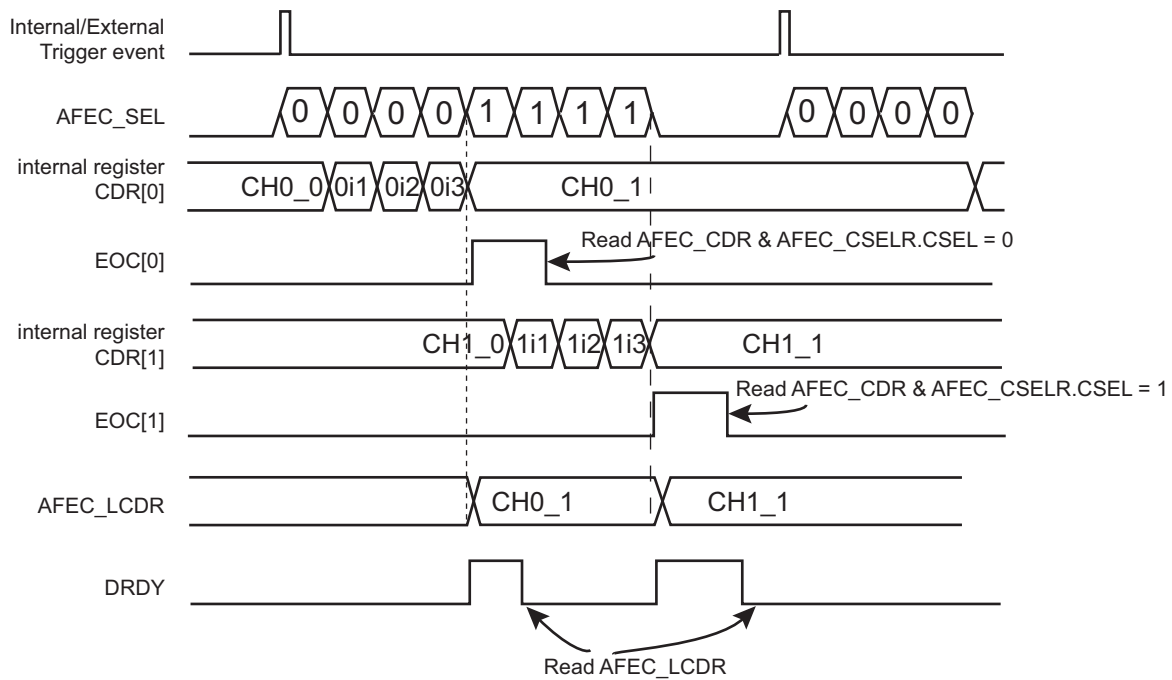 Internal/External
Trigger event
AFEC_SEL
0 0 0 0 1 1 1 1 0 0 0 0
internal register
CDR[0]
CH0_0 0i1 0i2 0i3 CH0_1
Read AFEC_CDR & AFEC_CSELR.CSEL = 0
EOC[0]
internal register
CDR[1]
CH1_0 1i1 1i2 1i3 CH1_1
Read AFEC_CDR & AFEC_CSELR.CSEL = 1
EOC[1]
AFEC_LCDR
CH0_1 CH1_1
DRDY
Read AFEC_LCDR